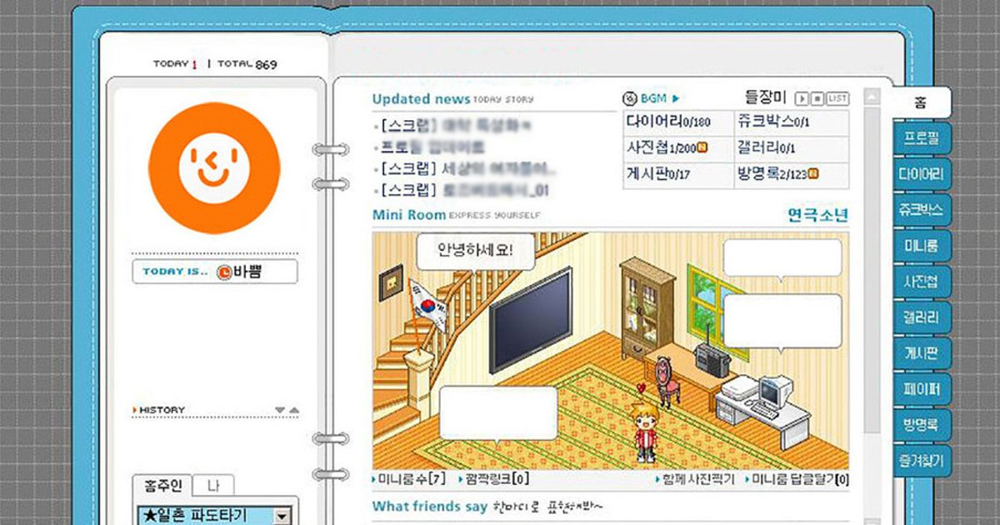 TODAY 1 | TOTAL 869
TODAY IS.. 바쁨
HISTORY
홈주인 나
★일촌 파도타기
Updated news TODAY STORY
[스크랩]
프로필
[스크랩] 세상의
[스크랩] _01
BGM 들장미 LIST
다이어리0/180 쥬크박스0/1
사진첩1/200 N 갤러리0/1
게시판0/17 방명록2/123 N
Mini Room EXPRESS YOURSELF 연극소년
안녕하세요!
미니룸수[7] 깜짝링크[0] 함께사진찍기 미니룸 답글달기[0]
What friends say 한마디로 표현해봐~
홈
프로필
다이어리
쥬크박스
미니룸
사진첩
갤러리
게시판
페이퍼
방명록
즐겨찾기